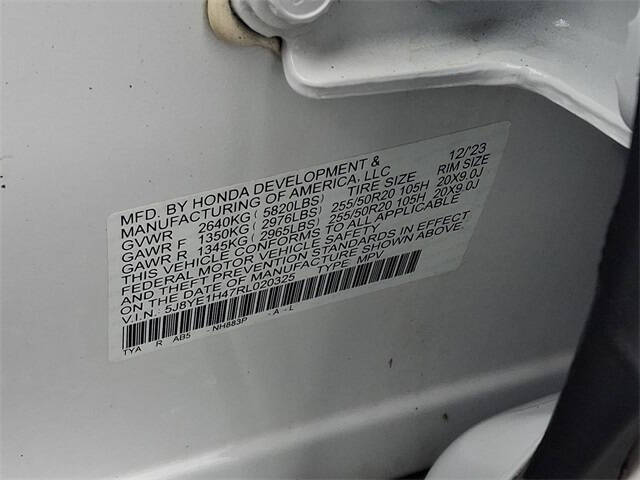 MFD. BY HONDA DEVELOPMENT & 12/'23
MANUFACTURING OF AMERICA, LLC
GVWR 2640KG ( 5820LBS) TIRE SIZE RIM SIZE
GAWR F 1350KG ( 2976LBS) 255/50R20 105H 20X9.0J
GAWR R 1345KG ( 2965LBS) 255/50R20 105H 20X9.0J
THIS VEHICLE CONFORMS TO ALL APPLICABLE
FEDERAL MOTOR VEHICLE SAFETY
AND THEFT PREVENTION STANDARDS IN EFFECT
ON THE DATE OF MANUFACTURE SHOWN ABOVE.
V.I.N.: 5J8YE1H47RL020325 TYPE: MPV
TYA R AB5 - NH883P - A - L